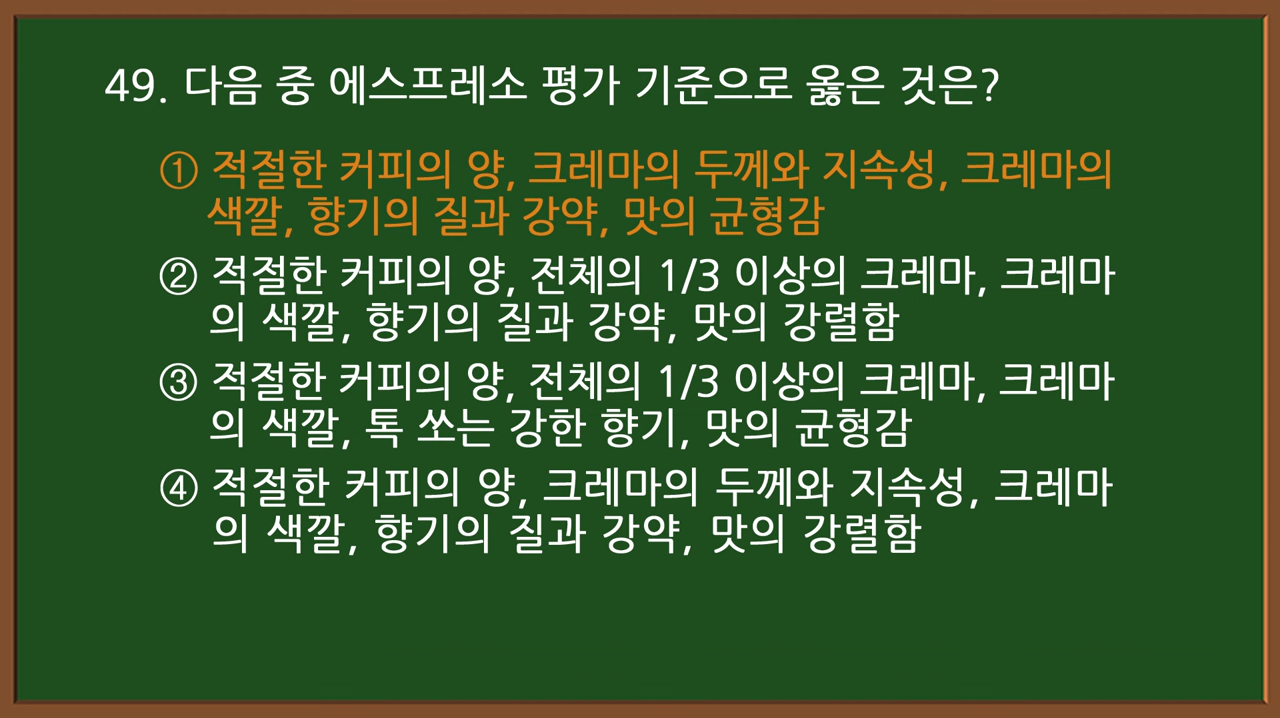 49. 다음 중 에스프레소 평가 기준으로 옳은 것은?
① 적절한 커피의 양, 크레마의 두께와 지속성, 크레마의
색깔, 향기의 질과 강약, 맛의 균형감
② 적절한 커피의 양, 전체의 1/3 이상의 크레마, 크레마
의 색깔, 향기의 질과 강약, 맛의 강렬함
③ 적절한 커피의 양, 전체의 1/3 이상의 크레마, 크레마
의 색깔, 톡 쏘는 강한 향기, 맛의 균형감
④ 적절한 커피의 양, 크레마의 두께와 지속성, 크레마
의 색깔, 향기의 질과 강약, 맛의 강렬함